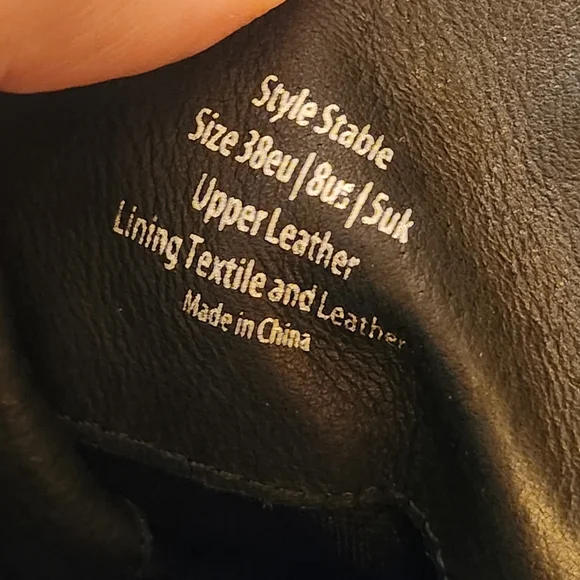 Style Stable
Size 38eu|8us|5uk
Upper Leather
Lining Textile and Leather
Made in China